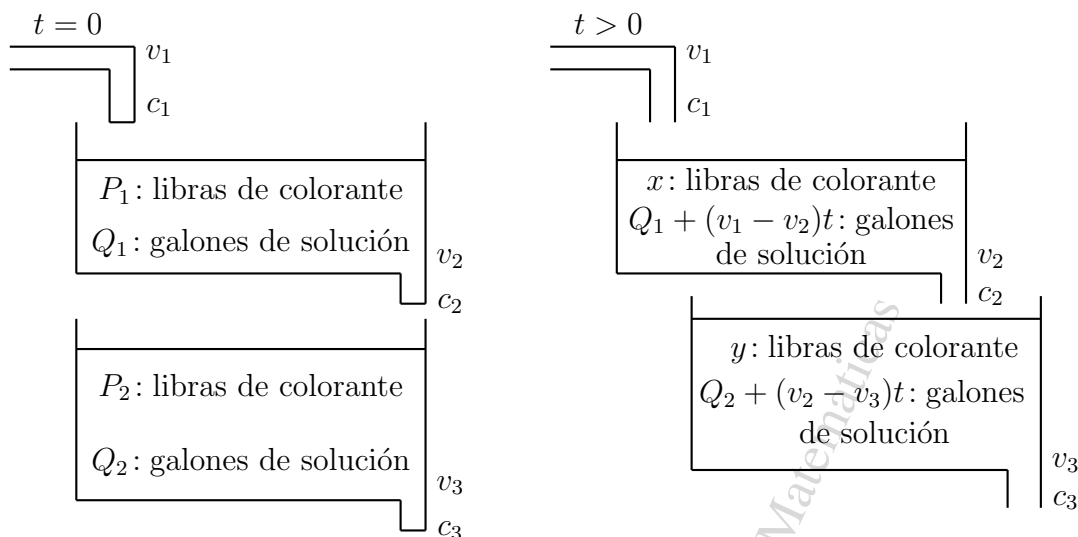 t = 0
v₁
c₁
P₁: libras de colorante
Q₁: galones de solución
v₂
c₂
P₂: libras de colorante
Q₂: galones de solución
v₃
c₃
t > 0
v₁
c₁
x: libras de colorante
Q₁ + (v₁ − v₂)t: galones
de solución
v₂
c₂
y: libras de colorante
Q₂ + (v₂ − v₃)t: galones
de solución
v₃
c₃
Matematicas